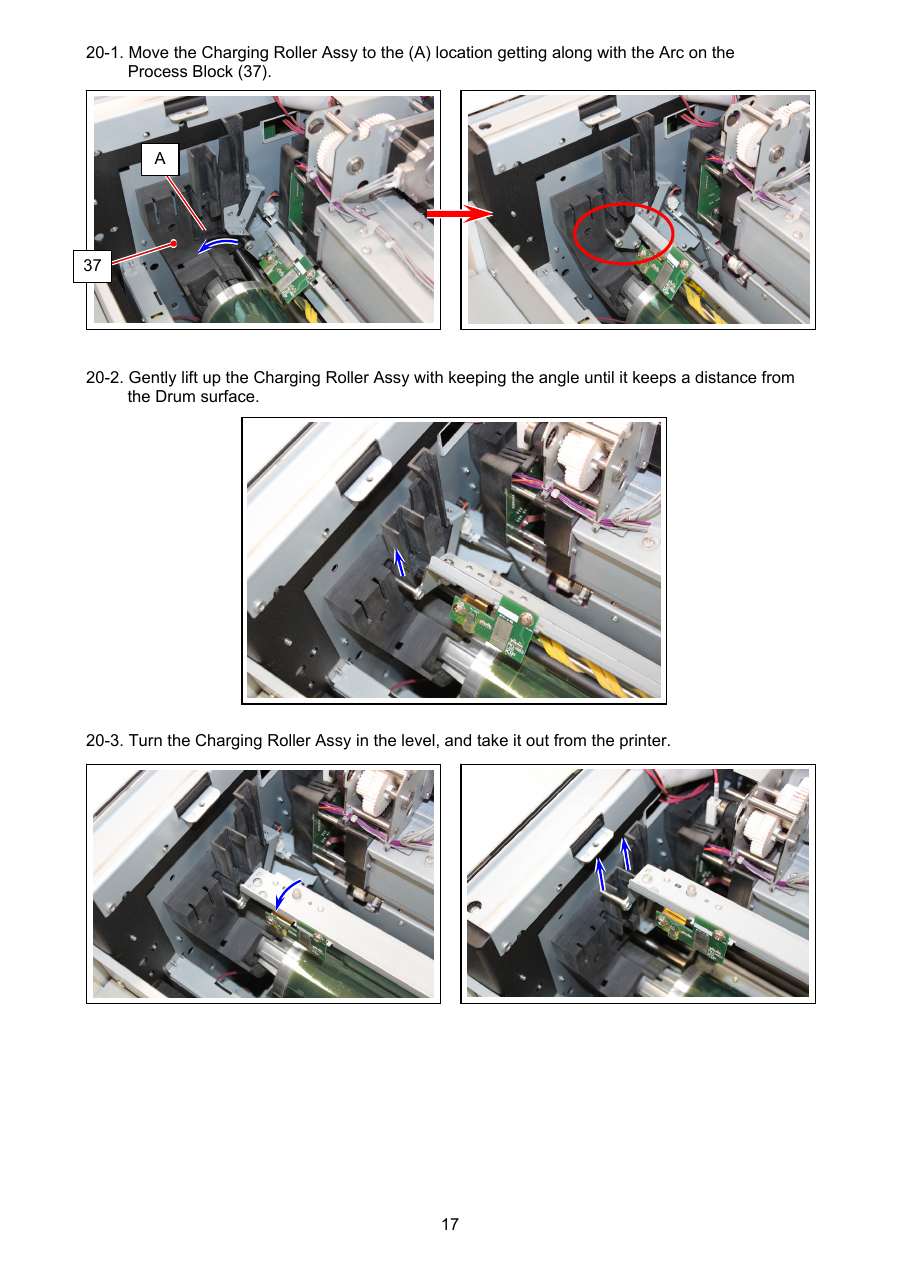 20-1. Move the Charging Roller Assy to the (A) location getting along with the Arc on the
Process Block (37).
A
37
20-2. Gently lift up the Charging Roller Assy with keeping the angle until it keeps a distance from
the Drum surface.
20-3. Turn the Charging Roller Assy in the level, and take it out from the printer.
17